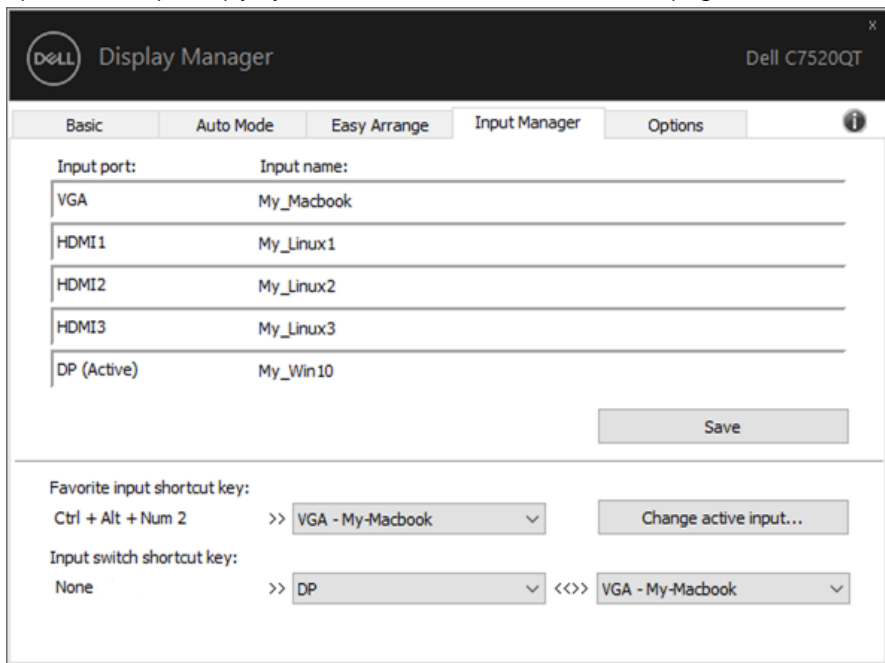 x
DELL Display Manager Dell C7520QT
Basic Auto Mode Easy Arrange Input Manager Options
Input port: Input name:
VGA My_Macbook
HDMI1 My_Linux1
HDMI2 My_Linux2
HDMI3 My_Linux3
DP (Active) My_Win10
Save
Favorite input shortcut key:
Ctrl + Alt + Num 2 >> VGA - My-Macbook Change active input...
Input switch shortcut key:
None >> DP <<>> VGA - My-Macbook